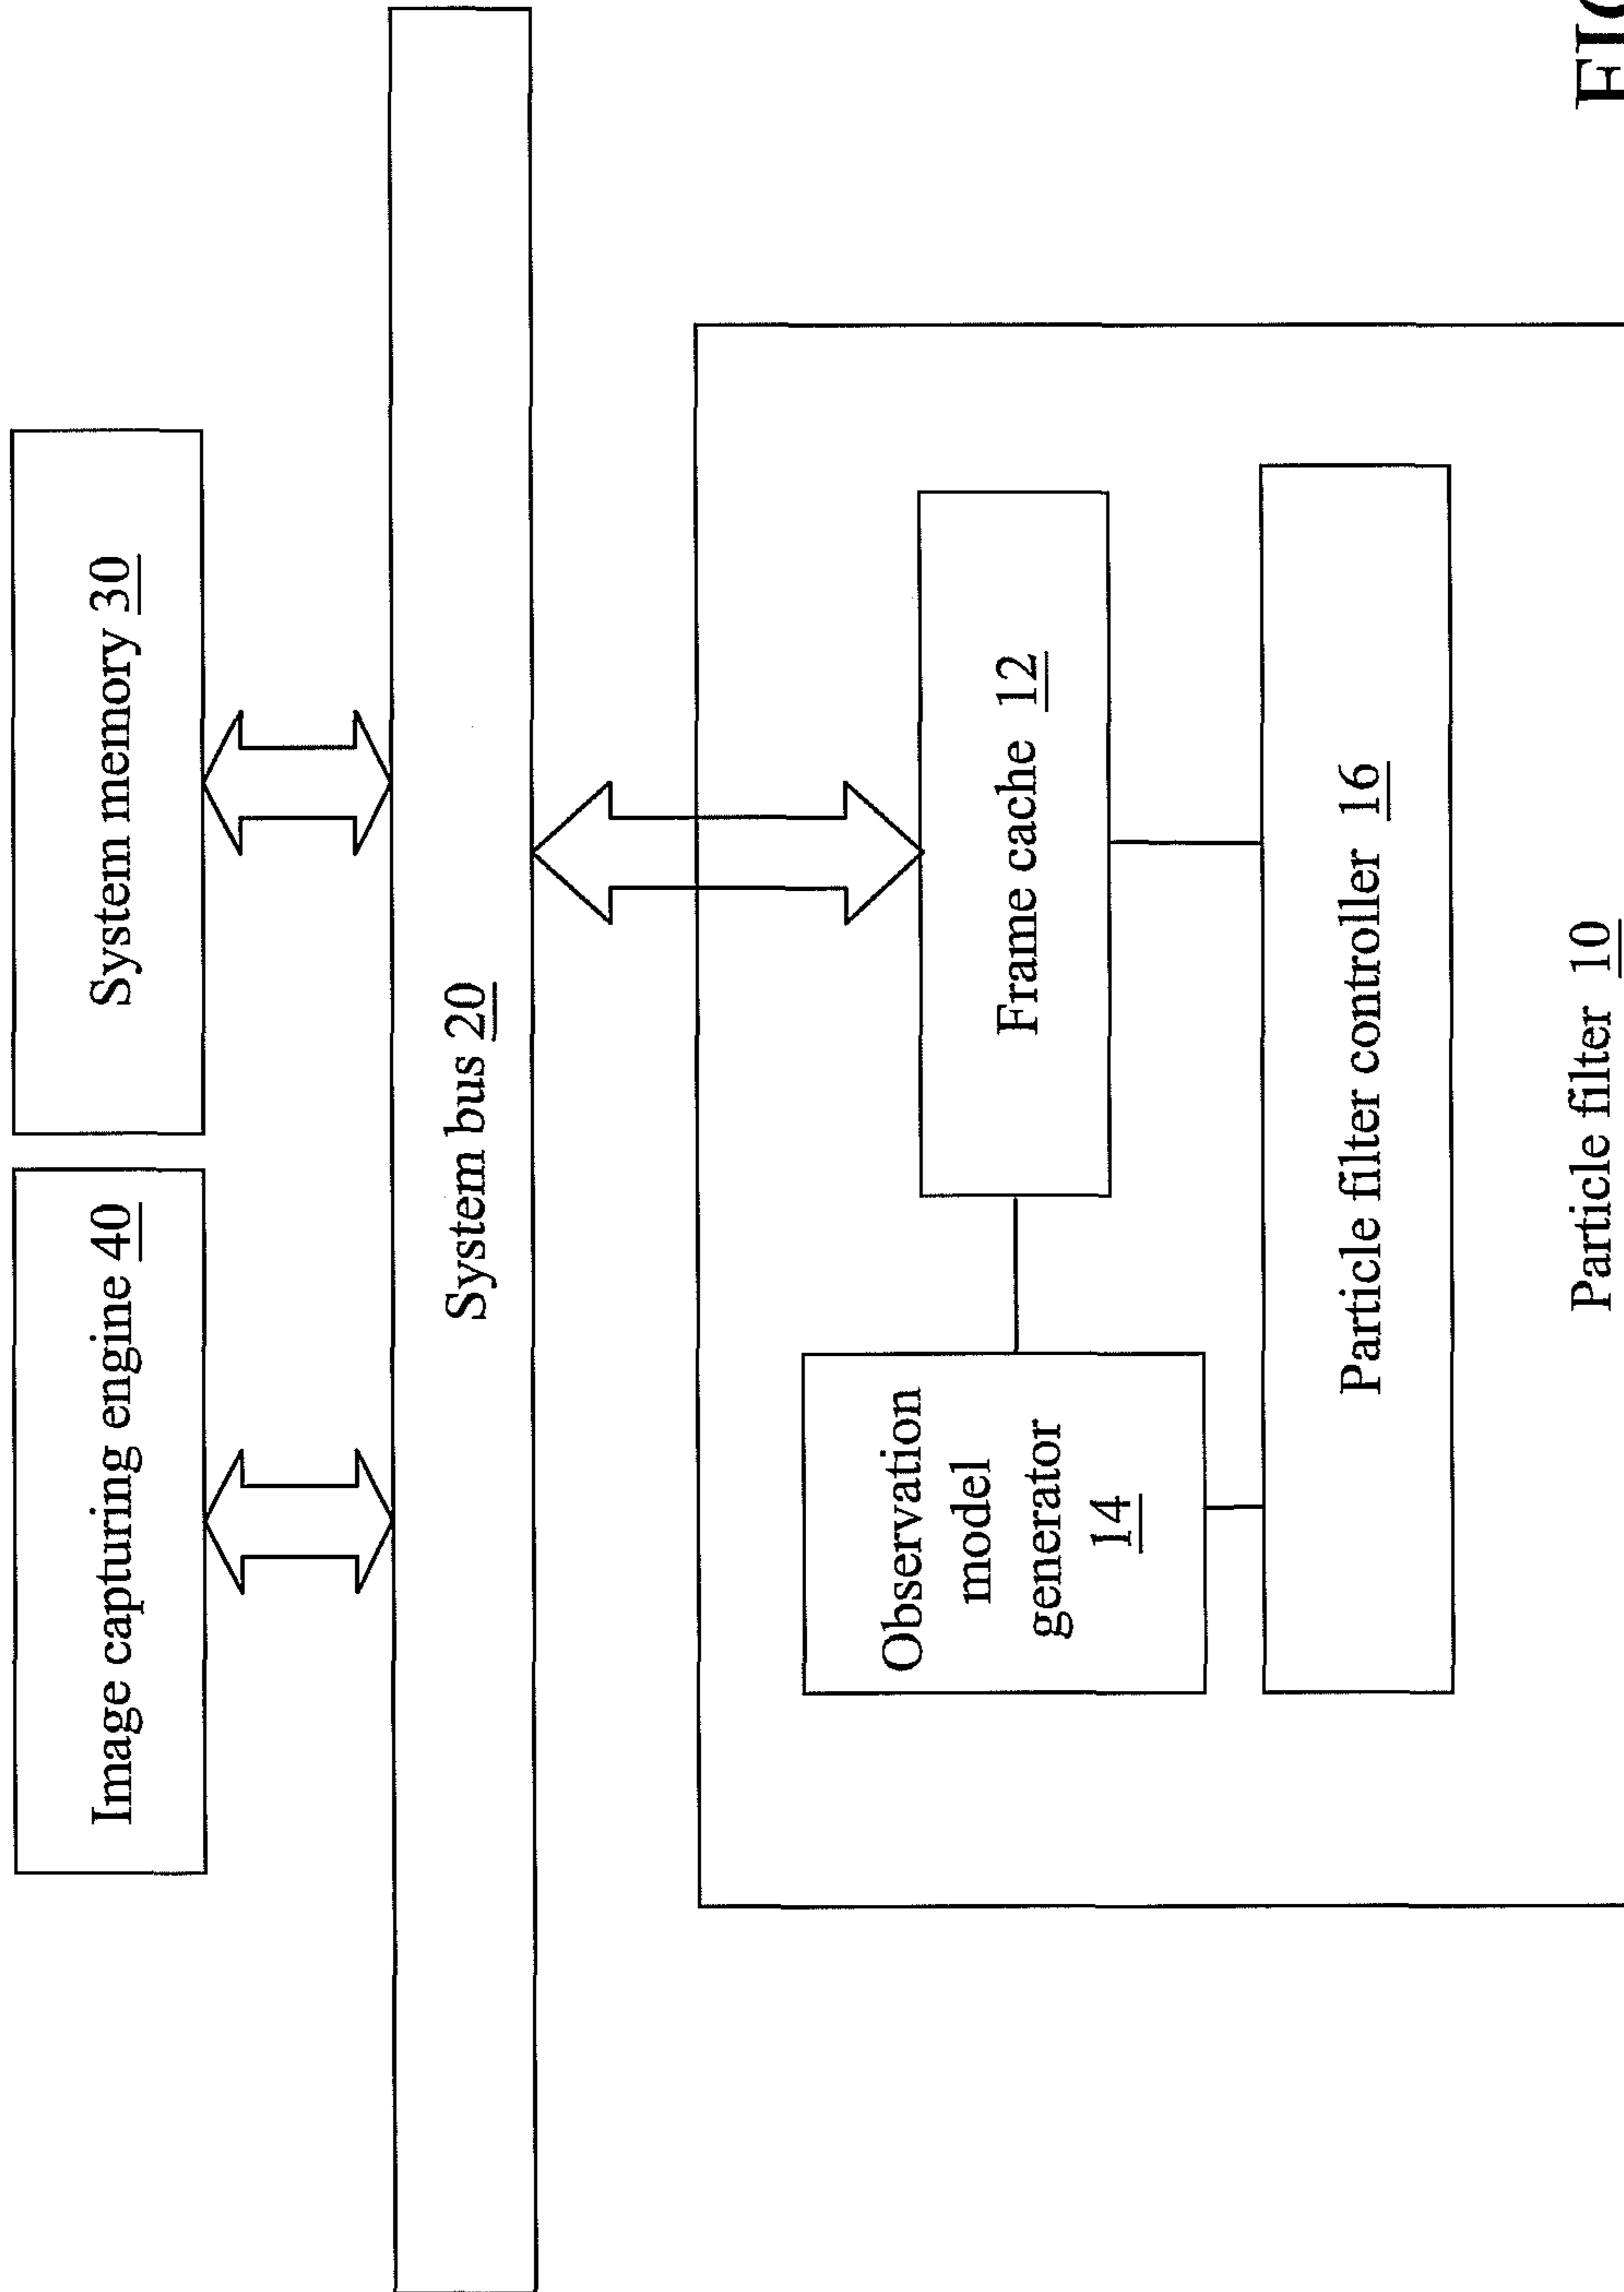 Image capturing engine 40
System memory 30
System bus 20
Observation
model
generator
14
Frame cache 12
Particle filter controller 16
Particle filter 10